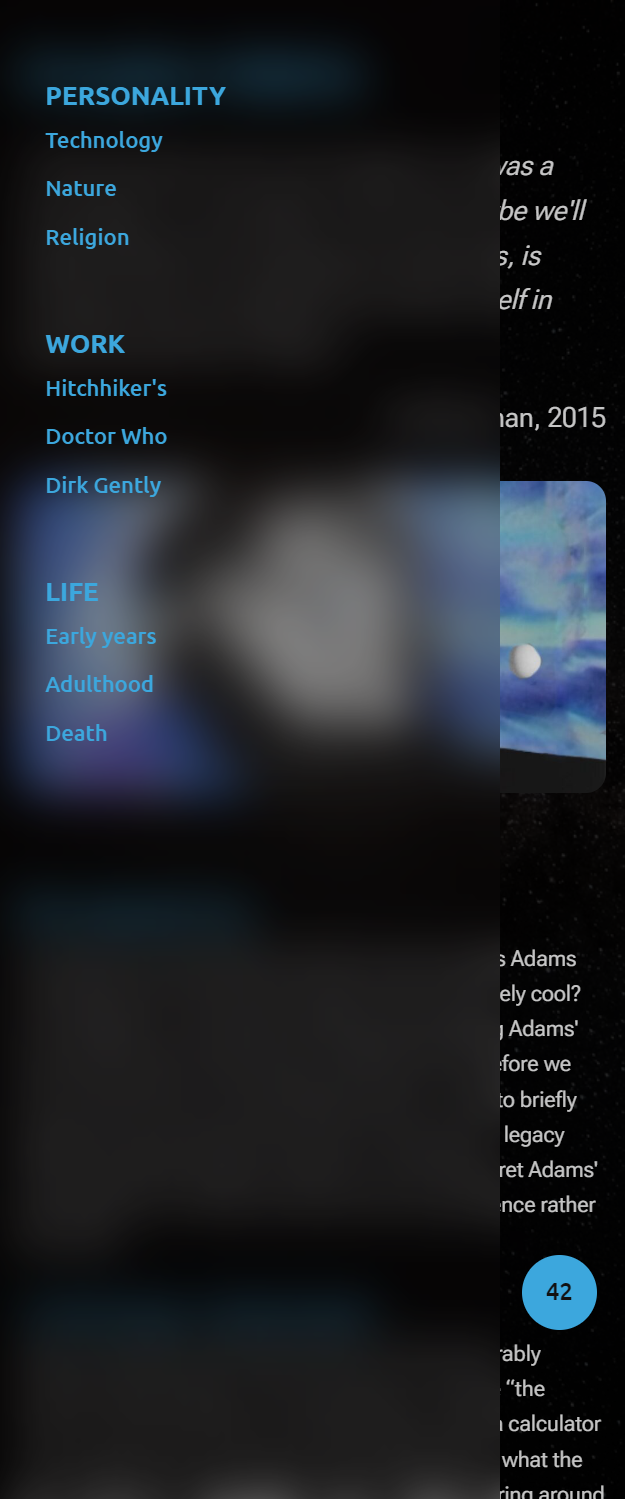 PERSONALITY
Technology
Nature
Religion
WORK
Hitchhiker's
Doctor Who
Dirk Gently
LIFE
Early years
Adulthood
Death
was a
be we'll
is
elf in
2015
Adams
ely cool?
Adams'
efore we
to briefly
legacy
ret Adams'
ence rather
42
rably
“the
calculator
what the
ring around